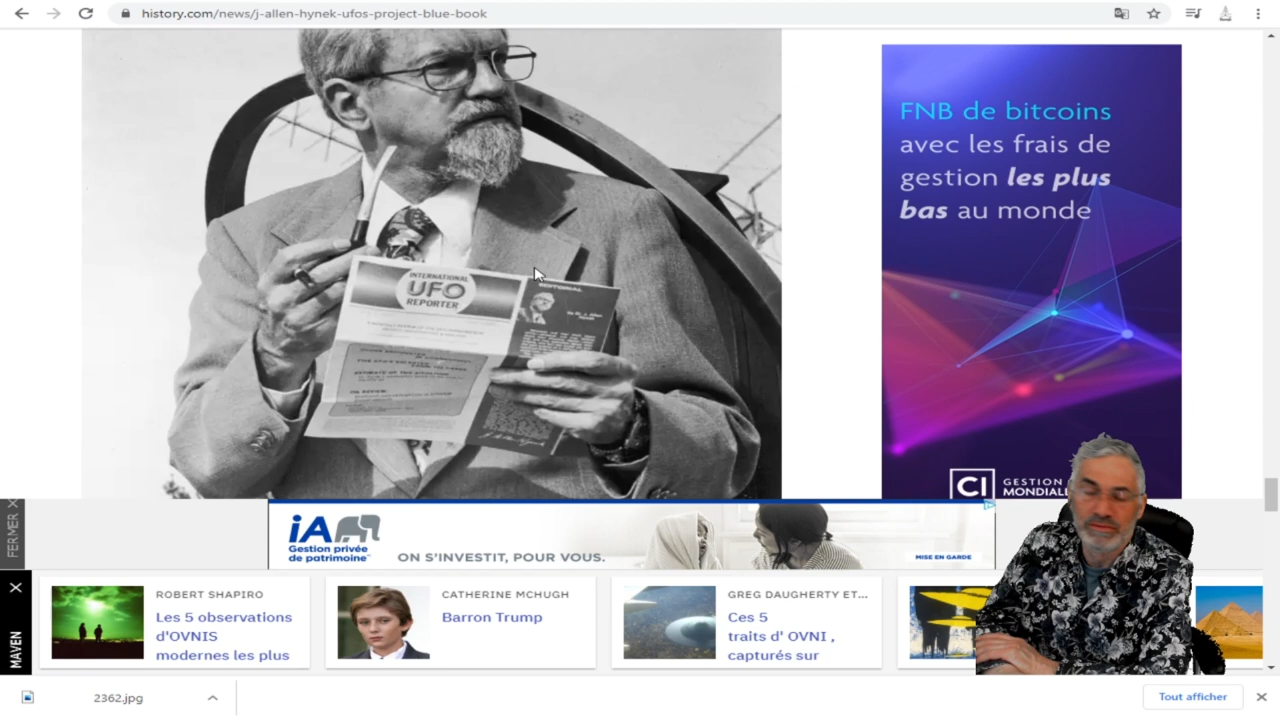 history.com/news/j-allen-hynek-ufos-project-blue-book
INTERNATIONAL
UFO
REPORTER
EDITORIAL
FNB de bitcoins
avec les frais de
gestion les plus
bas au monde
CI GESTION
MONDIAL
FERMER X
iA
Gestion privée
de patrimoine
ON S'INVESTIT, POUR VOUS.
MISE EN GARDE
X
MAVEN
ROBERT SHAPIRO
Les 5 observations
d'OVNIS
modernes les plus
CATHERINE MCHUGH
Barron Trump
GREG DAUGHERTY ET...
Ces 5
traits d' OVNI ,
capturés sur
2362.jpg
Tout afficher